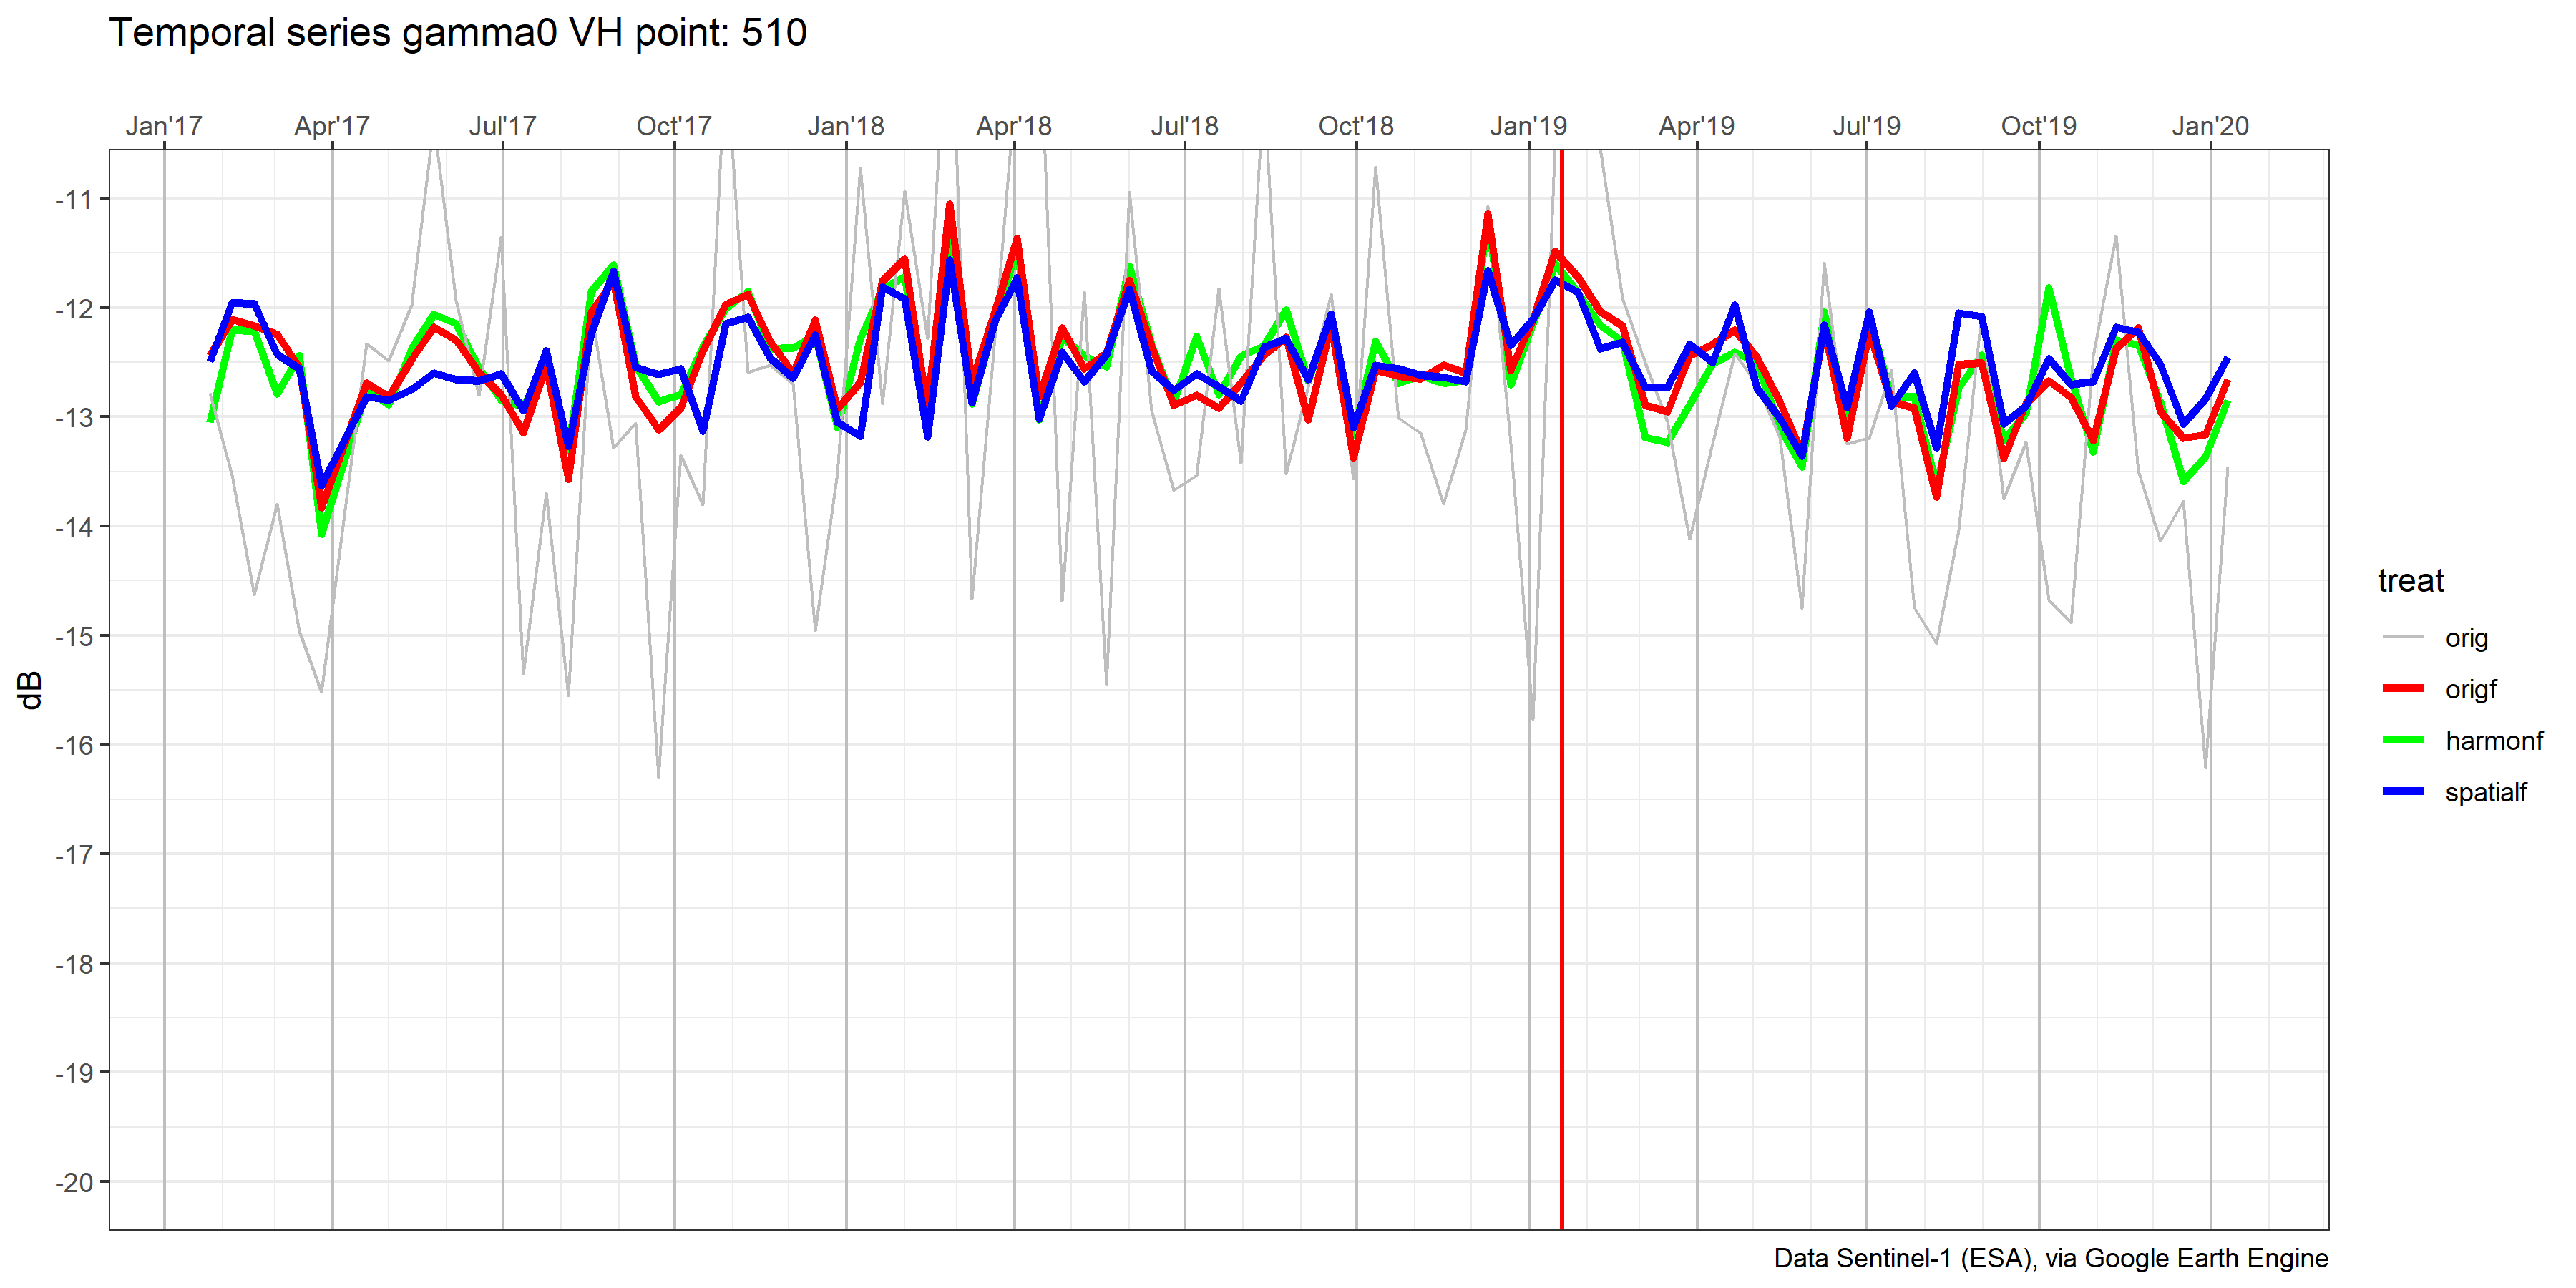 Temporal series gamma0 VH point: 510
Jan'17 Apr'17 Jul'17 Oct'17 Jan'18 Apr'18 Jul'18 Oct'18 Jan'19 Apr'19 Jul'19 Oct'19 Jan'20
-11
-12
-13
-14
-15
-16
-17
-18
-19
-20
dB
treat
orig
origf
harmonf
spatialf
Data Sentinel-1 (ESA), via Google Earth Engine